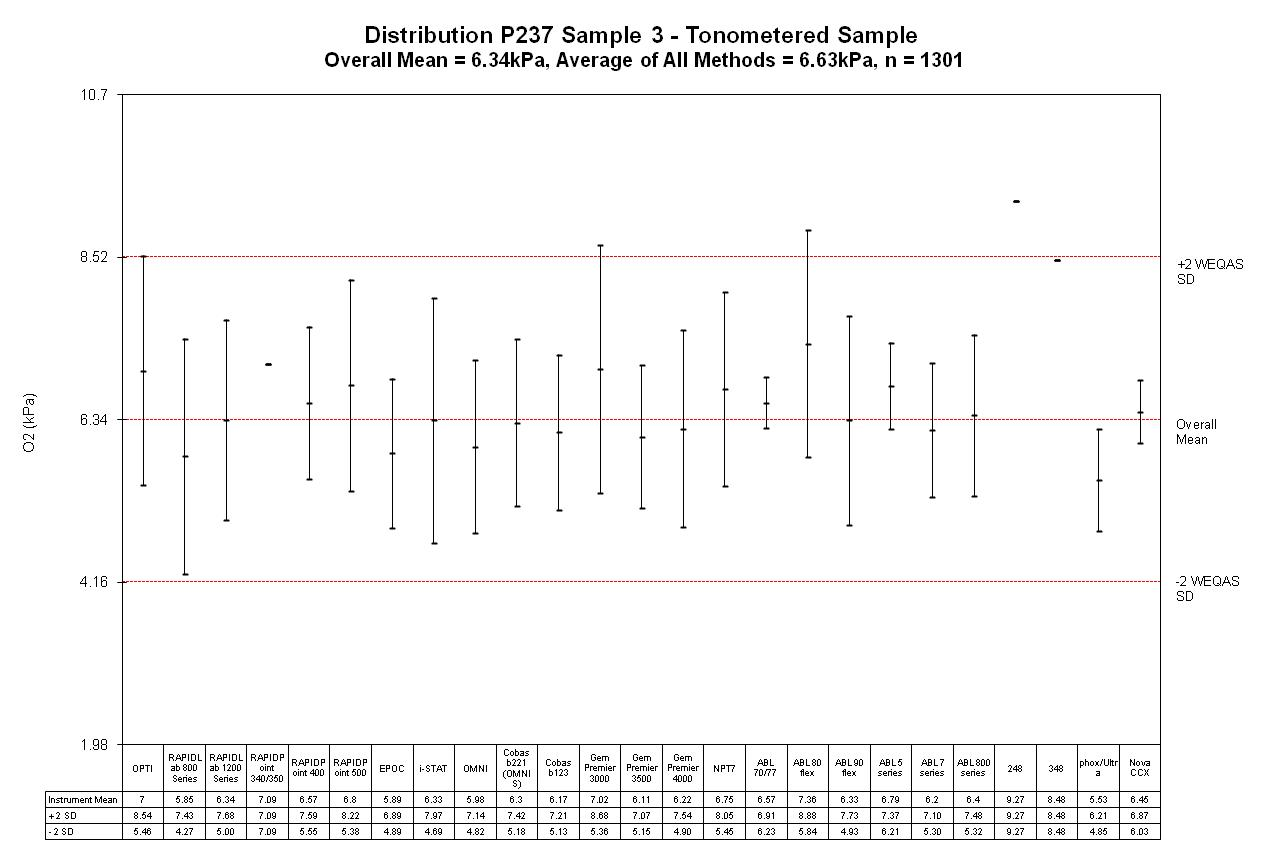 Distribution P237 Sample 3 - Tonometered Sample
Overall Mean = 6.34kPa, Average of All Methods = 6.63kPa, n = 1301
10.7
8.52
+2 WEQAS
SD
O2 (kPa)
6.34
Overall
Mean
4.16
-2 WEQAS
SD
1.98
OPTI
RAPIDL
ab 800
Series
RAPIDL
ab 1200
Series
RAPIDP
oint
340/350
RAPIDP
oint 400
RAPIDP
oint 500
EPOC
i-STAT
OMNI
Cobas
b221
(OMNI
S)
Cobas
b123
Gem
Premier
3000
Gem
Premier
3500
Gem
Premier
4000
NPT7
ABL
70/77
ABL80
flex
ABL90
flex
ABL5
series
ABL7
series
ABL800
series
248
348
phox/Ultr
a
Nova
CCX
Instrument Mean 7 5.85 6.34 7.09 6.57 6.8 5.89 6.33 5.98 6.3 6.17 7.02 6.11 6.22 6.75 6.57 7.36 6.33 6.79 6.2 6.4 9.27 8.48 5.53 6.45
+2 SD 8.54 7.43 7.68 7.09 7.59 8.22 6.89 7.97 7.14 7.42 7.21 8.68 7.07 7.54 8.05 6.91 8.88 7.73 7.37 7.10 7.48 9.27 8.48 6.21 6.87
-2 SD 5.46 4.27 5.00 7.09 5.55 5.38 4.89 4.69 4.82 5.18 5.13 5.36 5.15 4.90 5.45 6.23 5.84 4.93 6.21 5.30 5.32 9.27 8.48 4.85 6.03